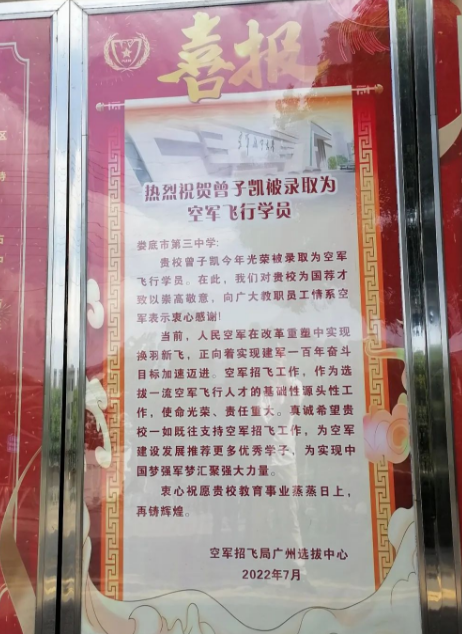 喜报
热烈祝贺曾子凯被录取为
空军飞行学员
娄底市第三中学:
贵校曾子凯今年光荣被录取为空军
飞行学员。在此，我们对贵校为国荐才
致以崇高敬意，向广大教职员工情系空
军表示衷心感谢!
当前，人民空军在改革重塑中实现
换羽新飞，正向着实现建军一百年奋斗
目标加速迈进。空军招飞工作，作为选
拔一流空军飞行人才的基础性源头性工
作，使命光荣、责任重大。真诚希望贵
校一如既往支持空军招飞工作，为空军
建设发展推荐更多优秀学子，为实现中
国梦强军梦汇聚强大力量。
衷心祝愿贵校教育事业蒸蒸日上，
再铸辉煌。
空军招飞局广州选拔中心
2022年7月